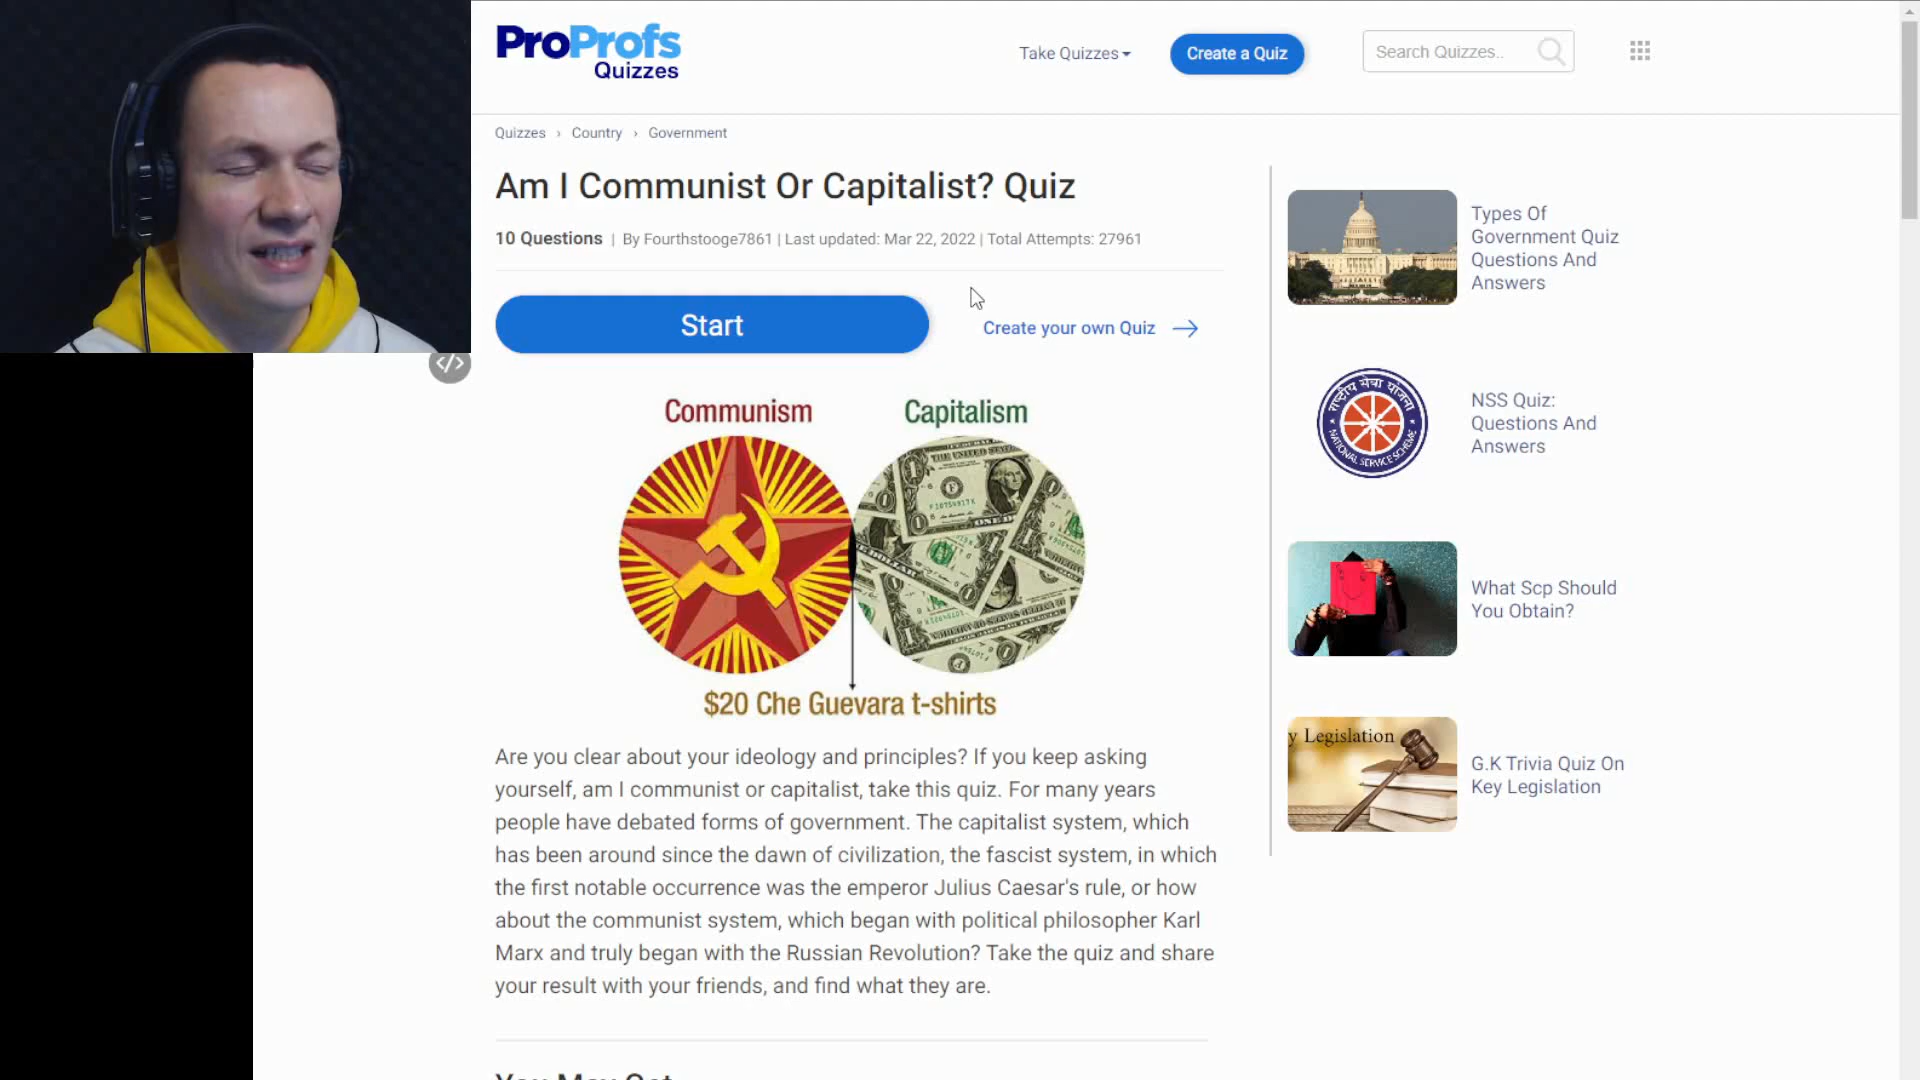 ProProfs
Quizzes
Take Quizzes
Create a Quiz
Search Quizzes..
Quizzes › Country › Government
Am I Communist Or Capitalist? Quiz
10 Questions | By Fourthstooge7861 | Last updated: Mar 22, 2022 | Total Attempts: 27961
Start
Create your own Quiz
</>
Communism
Capitalism
$20 Che Guevara t-shirts
Are you clear about your ideology and principles? If you keep asking
yourself, am I communist or capitalist, take this quiz. For many years
people have debated forms of government. The capitalist system, which
has been around since the dawn of civilization, the fascist system, in which
the first notable occurrence was the emperor Julius Caesar's rule, or how
about the communist system, which began with political philosopher Karl
Marx and truly began with the Russian Revolution? Take the quiz and share
your result with your friends, and find what they are.
You May Get
Types Of
Government Quiz
Questions And
Answers
राष्ट्रीय सेवा योजना
NATIONAL SERVICE SCHEME
NSS Quiz:
Questions And
Answers
What Scp Should
You Obtain?
y Legislation
G.K Trivia Quiz On
Key Legislation